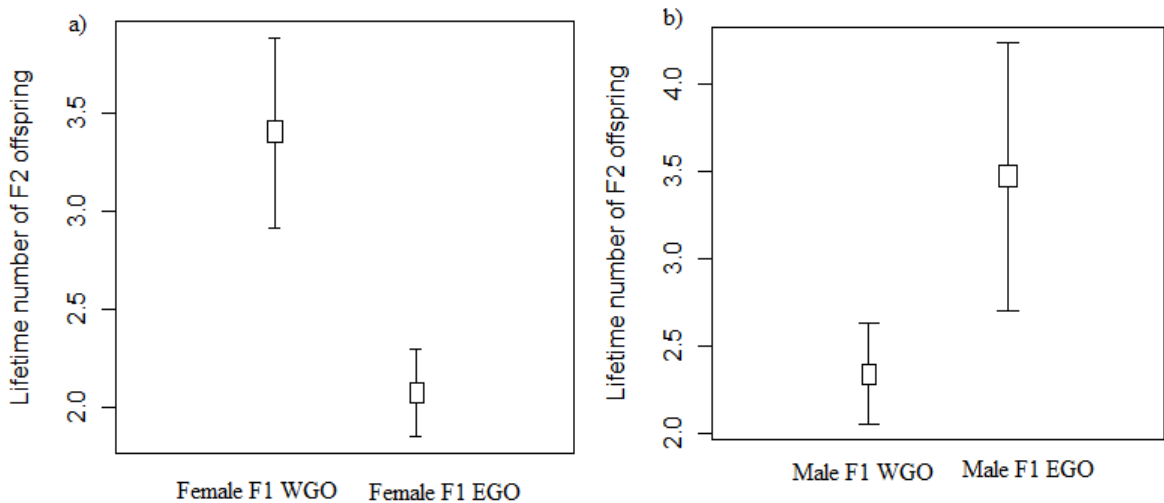 a)
Lifetime number of F2 offspring
3.5
3.0
2.5
2.0
Female F1 WGO Female F1 EGO
b)
Lifetime number of F2 offspring
4.0
3.5
3.0
2.5
2.0
Male F1 WGO Male F1 EGO